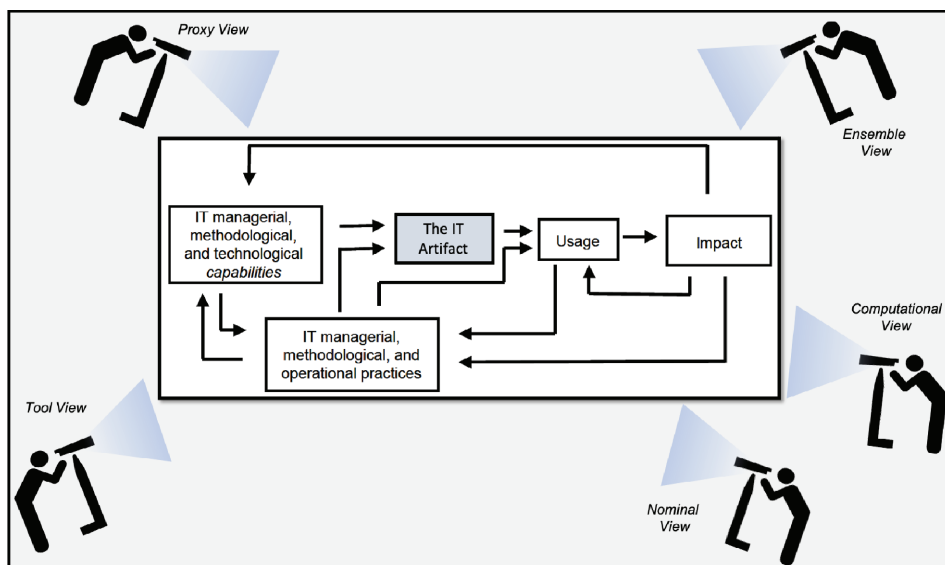 Proxy View
Ensemble
View
IT managerial,
methodological,
and technological
capabilities
The IT
Artifact
Usage
Impact
IT managerial,
methodological, and
operational practices
Computational
View
Tool View
Nominal
View